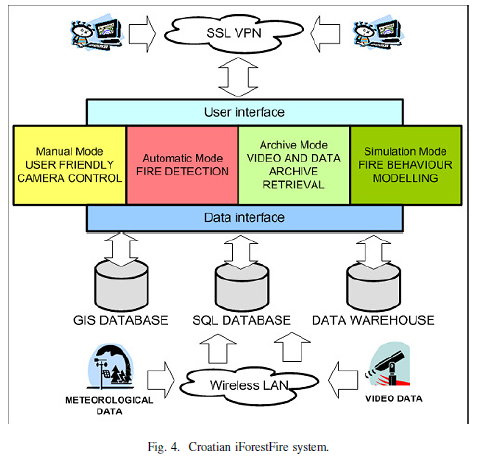 SSL VPN
User interface
Manual Mode
USER FRIENDLY
CAMERA CONTROL
Automatic Mode
FIRE DETECTION
Archive Mode
VIDEO AND DATA
ARCHIVE
RETRIEVAL
Simulation Mode
FIRE BEHAVIOUR
MODELLING
Data interface
GIS DATABASE
SQL DATABASE
DATA WAREHOUSE
METEOROLOGICAL
DATA
Wireless LAN
VIDEO DATA
Fig. 4. Croatian iForestFire system.